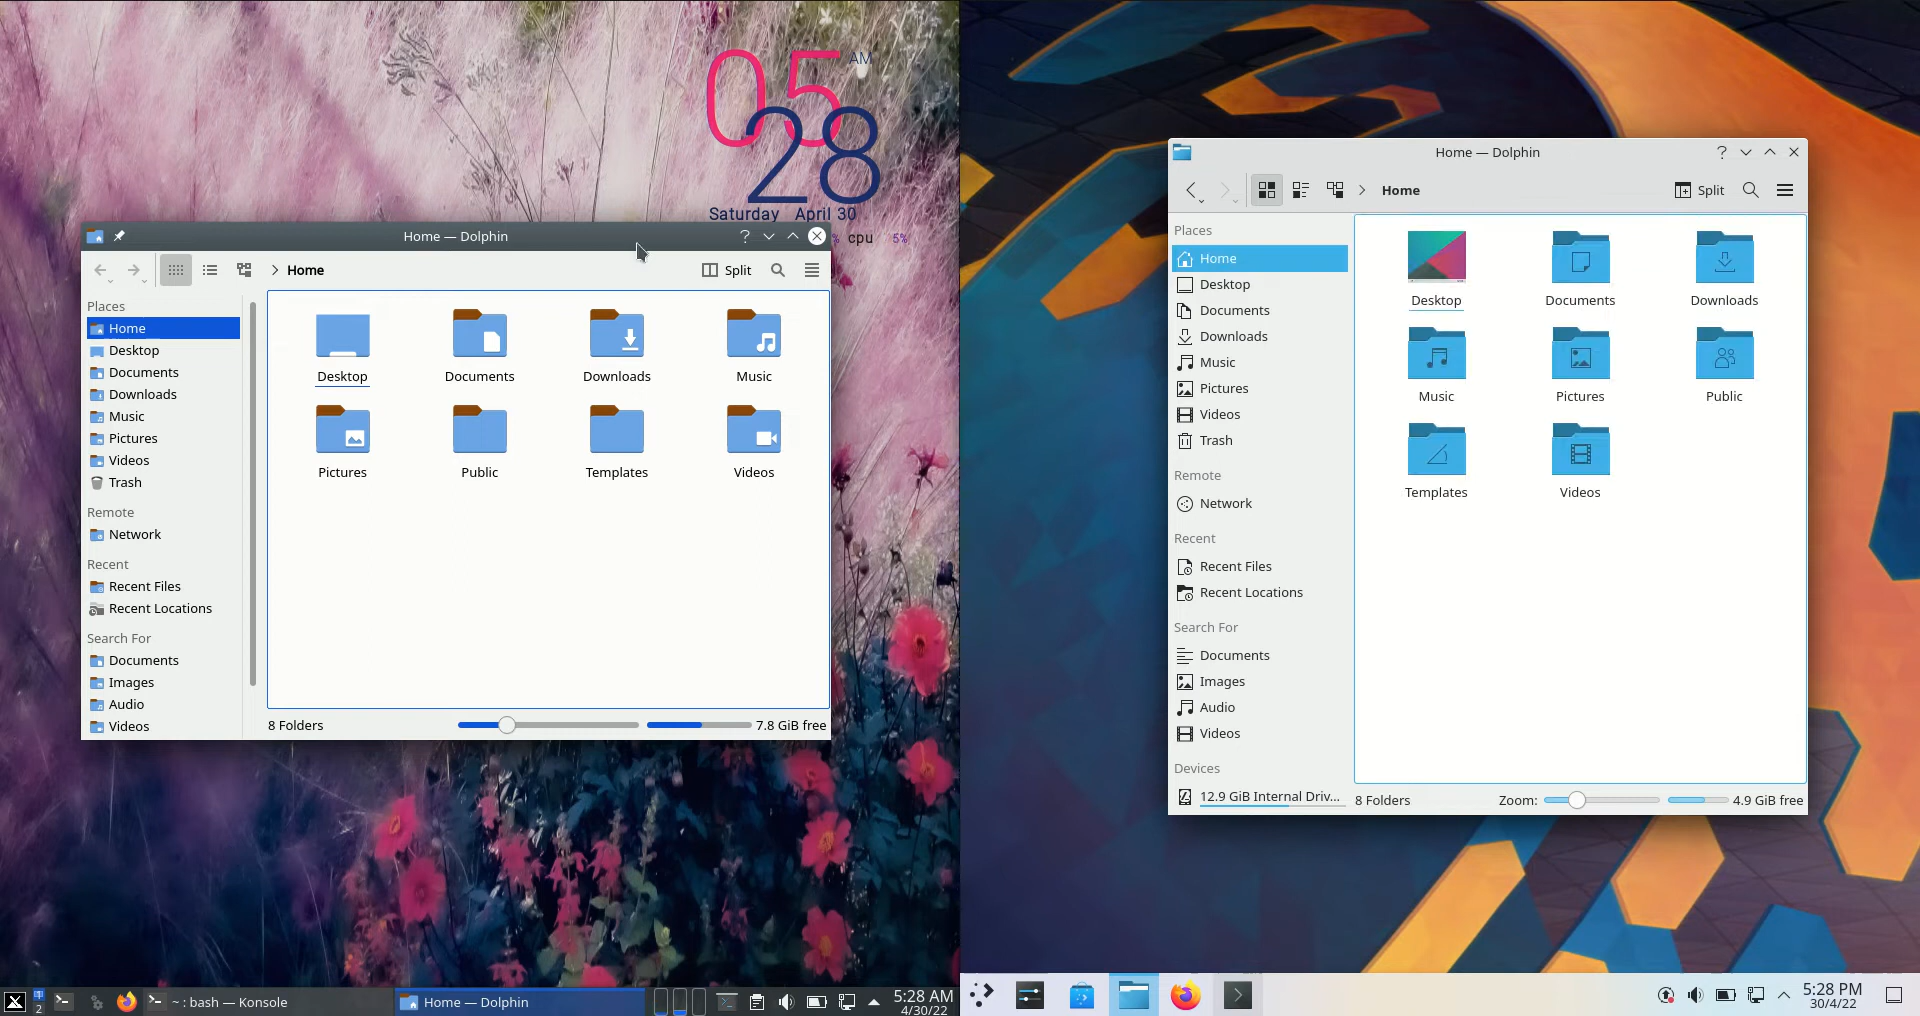 05
AM
28
Saturday April 30
% cpu 5%
Home — Dolphin
?
Home
Split
Places
Home
Desktop
Documents
Downloads
Music
Pictures
Videos
Trash
Remote
Network
Recent
Recent Files
Recent Locations
Search For
Documents
Images
Audio
Videos
Desktop
Documents
Downloads
Music
Pictures
Public
Templates
Videos
8 Folders
7.8 GiB free
1
2
~ : bash — Konsole
Home — Dolphin
5:28 AM
4/30/22
Home — Dolphin
?
Home
Split
Places
Home
Desktop
Documents
Downloads
Music
Pictures
Videos
Trash
Remote
Network
Recent
Recent Files
Recent Locations
Search For
Documents
Images
Audio
Videos
Devices
12.9 GiB Internal Driv...
Desktop
Documents
Downloads
Music
Pictures
Public
Templates
Videos
8 Folders
Zoom:
4.9 GiB free
5:28 PM
30/4/22